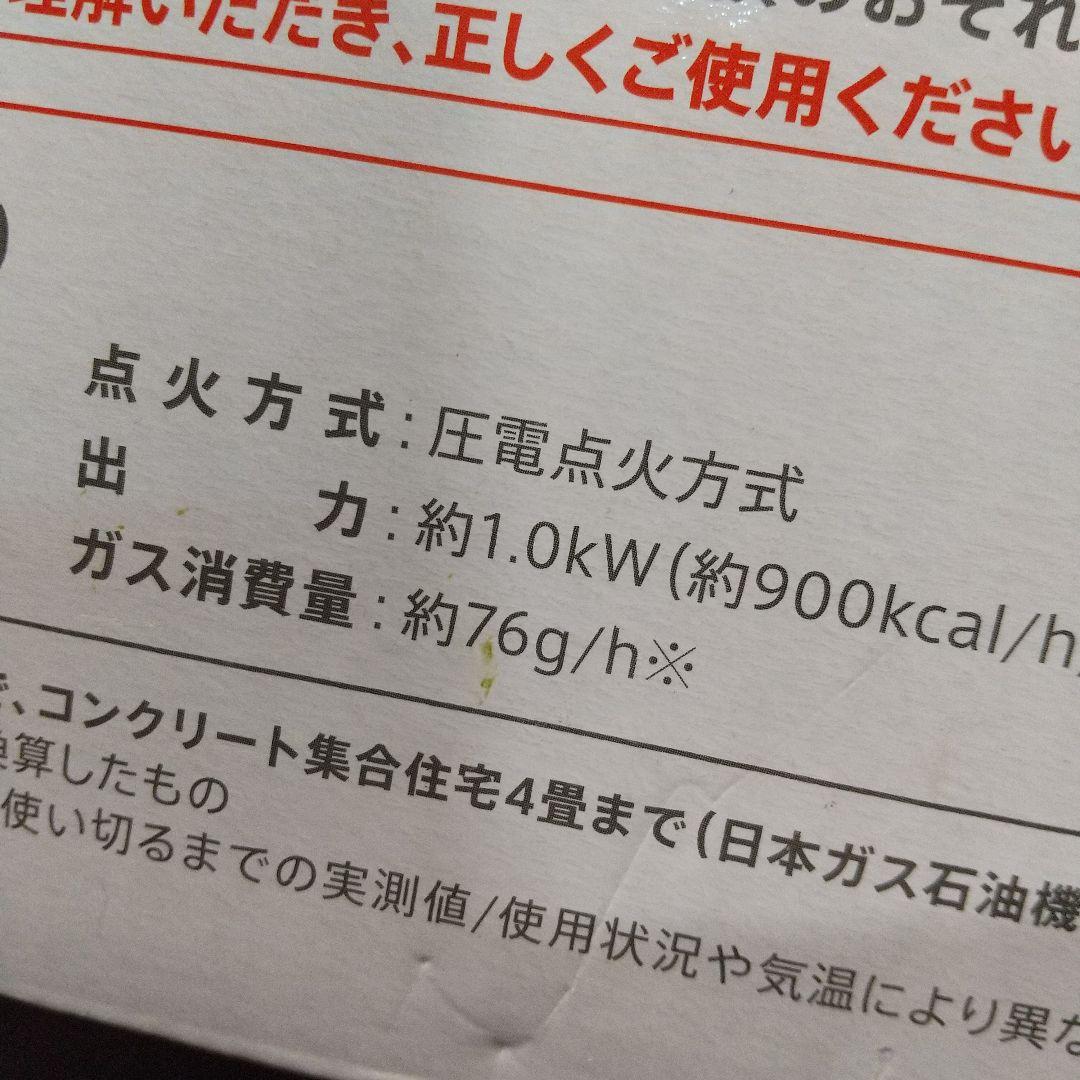 のおそれ
理解いただき、正しくご使用ください
点火方式:圧電点火方式
出力:約1.0kW(約900kcal/h)
ガス消費量:約76g/h※
、コンクリート集合住宅4畳まで(日本ガス石油機
換算したもの
使い切るまでの実測値/使用状況や気温により異な